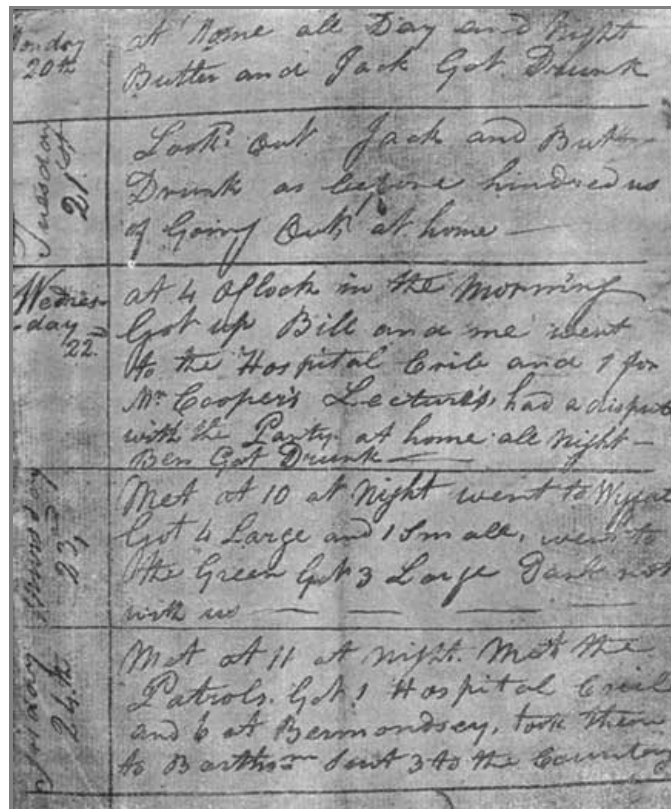 Monday
20th
at Home all Day and Night
Butler and Jack Got Drunk
Tuesday
21st
Look.d out Jack and But
Drunk as before hindred us
of Going Out. at home —
Wednes
-day
22.
at 4 Oflock in the Morning
Got up Bill and me went
to the Hospital Crib and 1 for
Mr Cooper's Lectures, had a disput
with the Party. at home all night —
Ben Got Drunk —
Thursday
23
Met at 10 at Night went to
Got 4 Large and 1 Small, went to
the Green Got 3 Large Dan not
with us — — — —
Friday
24th
Met at 11 at Night. Met the
Patrols. Got 1 Hospital Crib
and 6 at Bermondsey, took them
to Barthom Sent 3 to the Country